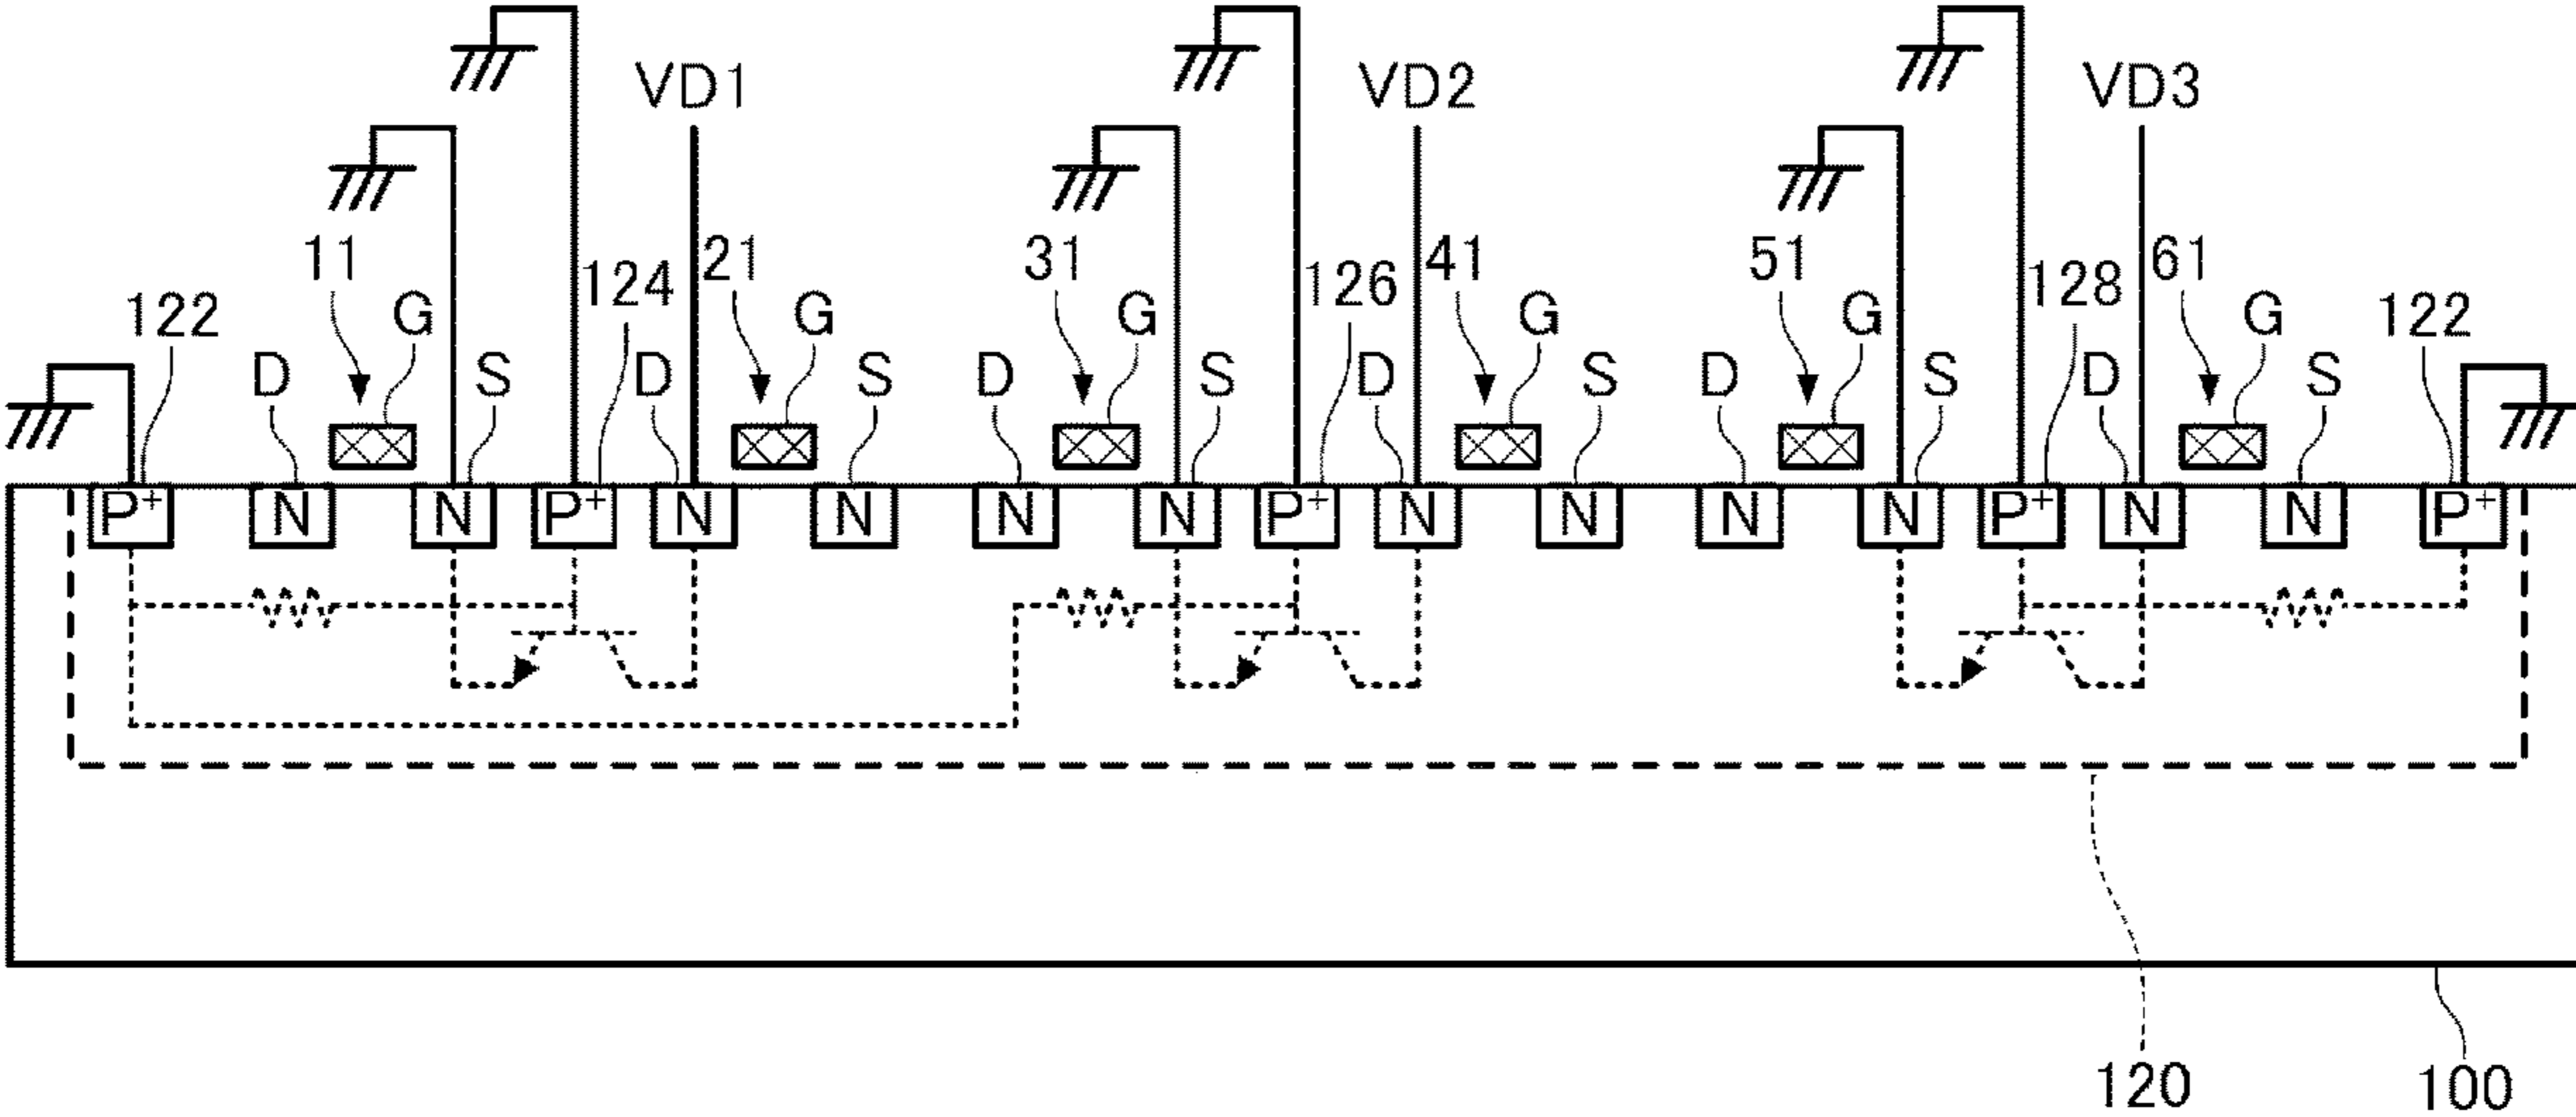 VD1 VD2 VD3
11 21 31 41 51 61
122 G 124 G G 126 G G 128 G 122
D S D S D S D S D S D S
P+ N N P+ N N N N P+ N N N N P+ N N P+
120 100